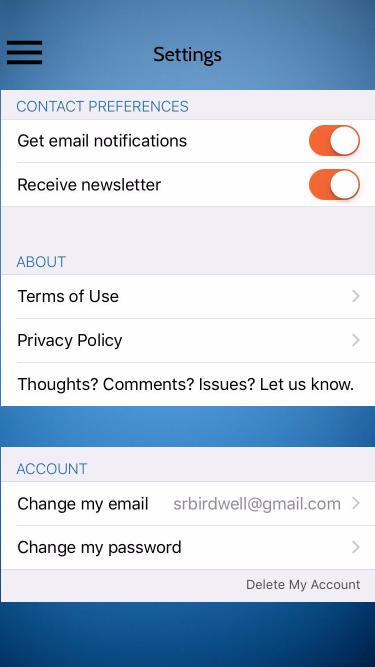 Settings
CONTACT PREFERENCES
Get email notifications
Receive newsletter
ABOUT
Terms of Use
Privacy Policy
Thoughts? Comments? Issues? Let us know.
ACCOUNT
Change my email srbirdwell@gmail.com
Change my password
Delete My Account